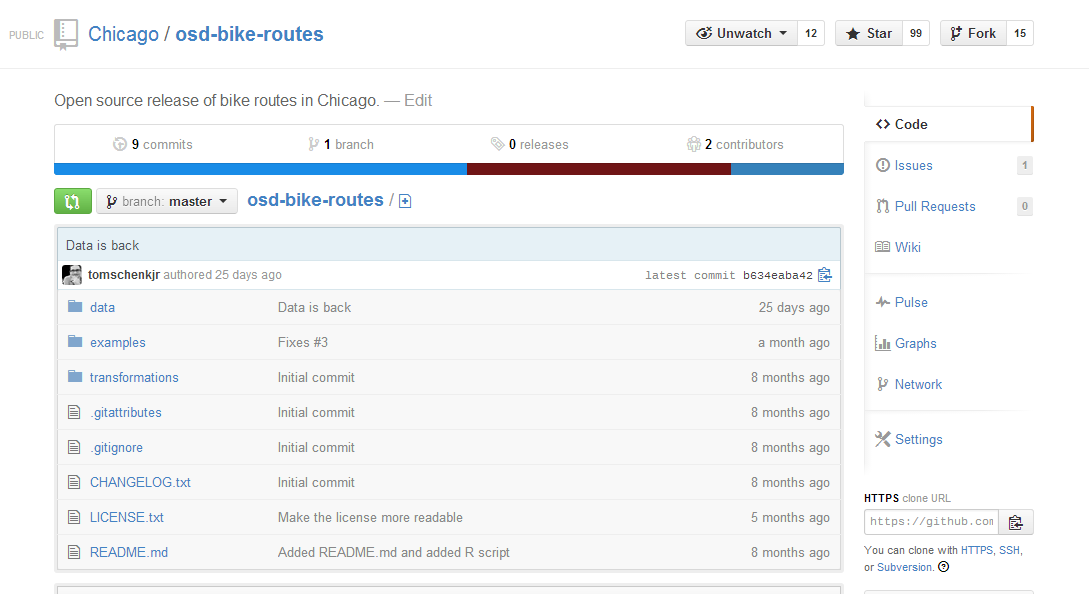 PUBLIC Chicago / osd-bike-routes Unwatch 12 Star 99 Fork 15
Open source release of bike routes in Chicago. — Edit
9 commits 1 branch 0 releases 2 contributors
branch: master osd-bike-routes /
Data is back
tomschenkjr authored 25 days ago latest commit b634eaba42
data Data is back 25 days ago
examples Fixes #3 a month ago
transformations Initial commit 8 months ago
.gitattributes Initial commit 8 months ago
.gitignore Initial commit 8 months ago
CHANGELOG.txt Initial commit 8 months ago
LICENSE.txt Make the license more readable 5 months ago
README.md Added README.md and added R script 8 months ago
Code
Issues 1
Pull Requests 0
Wiki
Pulse
Graphs
Network
Settings
HTTPS clone URL
https://github.com
You can clone with HTTPS, SSH,
or Subversion.